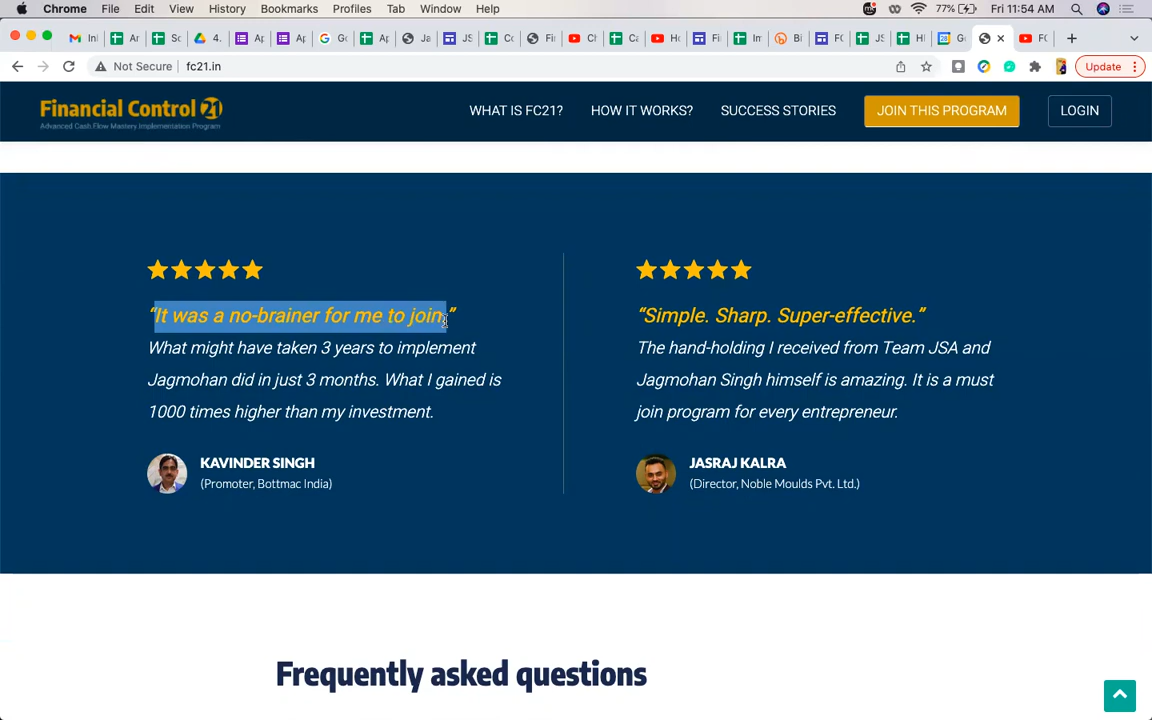 Chrome File Edit View History Bookmarks Profiles Tab Window Help 77% Fri 11:54 AM
Not Secure fc21.in Update
Financial Control 21
Advanced Cash Flow Mastery Implementation Program
WHAT IS FC21? HOW IT WORKS? SUCCESS STORIES JOIN THIS PROGRAM LOGIN
“It was a no-brainer for me to join.”
What might have taken 3 years to implement
Jagmohan did in just 3 months. What I gained is
1000 times higher than my investment.
KAVINDER SINGH
(Promoter, Bottmac India)
“Simple. Sharp. Super-effective.”
The hand-holding I received from Team JSA and
Jagmohan Singh himself is amazing. It is a must
join program for every entrepreneur.
JASRAJ KALRA
(Director, Noble Moulds Pvt. Ltd.)
Frequently asked questions